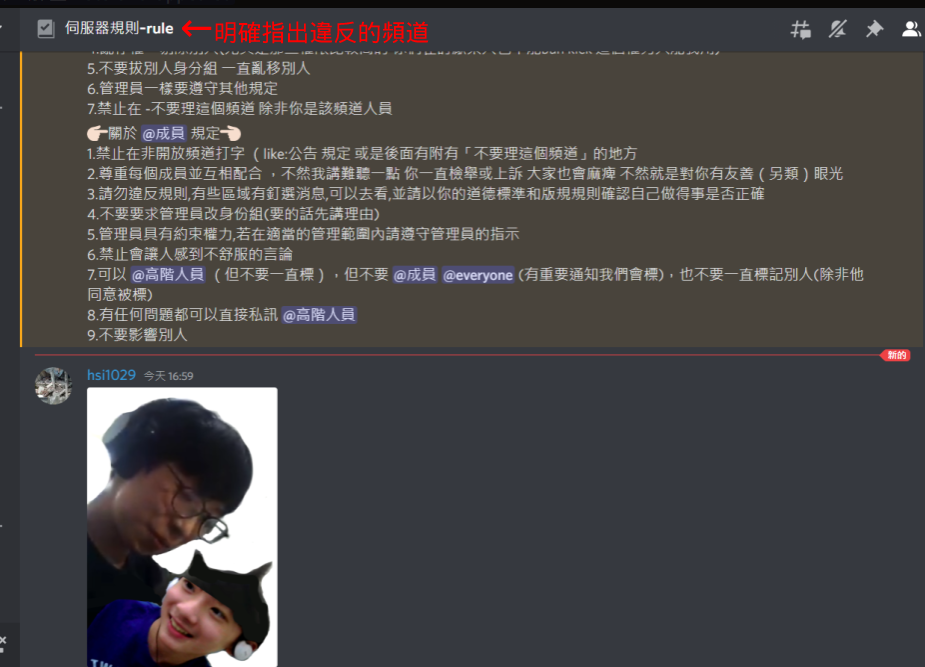 伺服器規則-rule
明確指出違反的頻道
5.不要拔別人身分組 一直亂移別人
6.管理員一樣要遵守其他規定
7.禁止在 -不要理這個頻道 除非你是該頻道人員
關於 @成員 規定
1.禁止在非開放頻道打字 （like:公告 規定 或是後面有附有「不要理這個頻道」的地方
2.尊重每個成員並互相配合 ，不然我講難聽一點 你一直檢舉或上訴 大家也會麻痺 不然就是對你有友善（另類）眼光
3.請勿違反規則,有些區域有釘選消息,可以去看,並請以你的道德標準和版規規則確認自己做得事是否正確
4.不要要求管理員改身份組(要的話先講理由)
5.管理員具有約束權力,若在適當的管理範圍內請遵守管理員的指示
6.禁止會讓人感到不舒服的言論
7.可以 @高階人員 （但不要一直標），但不要 @成員 @everyone (有重要通知我們會標)，也不要一直標記別人(除非他
同意被標)
8.有任何問題都可以直接私訊 @高階人員
9.不要影響別人
新的
hsi1029 今天 16:59